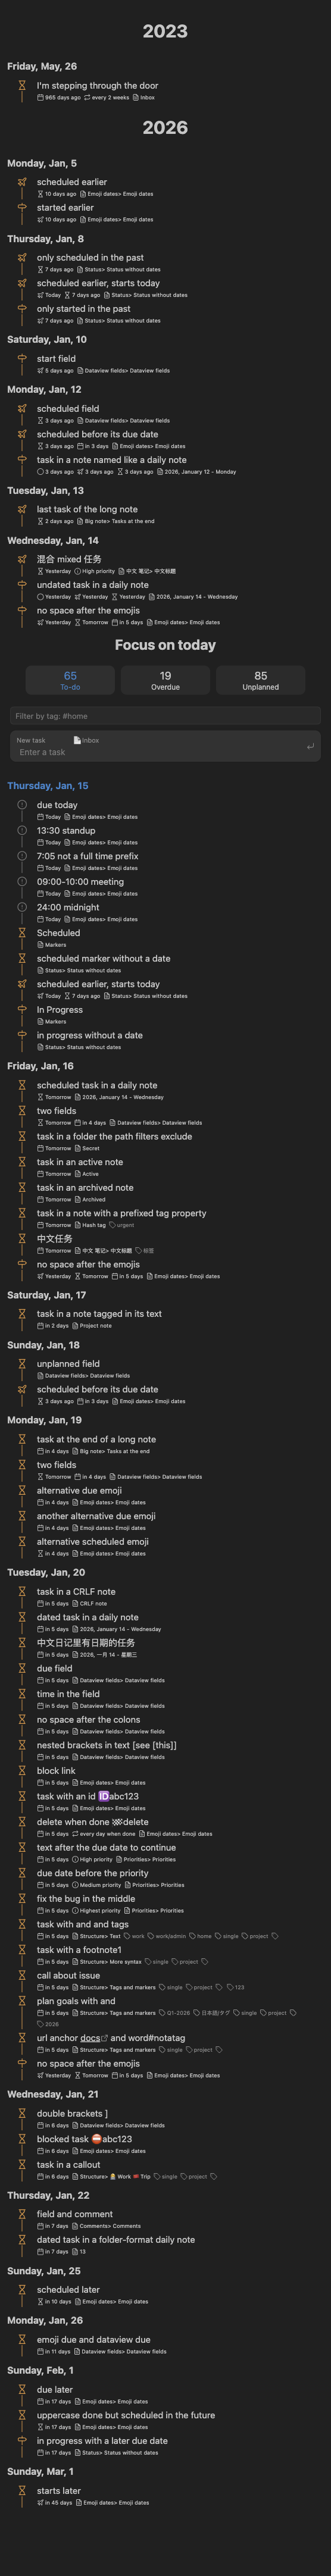 2023
Friday, May, 26
I'm stepping through the door
965 days ago every 2 weeks Inbox
2026
Monday, Jan, 5
scheduled earlier
10 days ago Emoji dates> Emoji dates
started earlier
10 days ago Emoji dates> Emoji dates
Thursday, Jan, 8
only scheduled in the past
7 days ago Status> Status without dates
scheduled earlier, starts today
Today 7 days ago Status> Status without dates
only started in the past
7 days ago Status> Status without dates
Saturday, Jan, 10
start field
5 days ago Dataview fields> Dataview fields
Monday, Jan, 12
scheduled field
3 days ago Dataview fields> Dataview fields
scheduled before its due date
3 days ago in 3 days Emoji dates> Emoji dates
task in a note named like a daily note
3 days ago 3 days ago 3 days ago 2026, January 12 - Monday
Tuesday, Jan, 13
last task of the long note
2 days ago Big note> Tasks at the end
Wednesday, Jan, 14
混合 mixed 任务
Yesterday High priority 中文 笔记> 中文标题
undated task in a daily note
Yesterday Yesterday Yesterday 2026, January 14 - Wednesday
no space after the emojis
Yesterday Tomorrow in 5 days Emoji dates> Emoji dates
Focus on today
65 19 85
To-do Overdue Unplanned
Filter by tag: #home
New task Inbox
Enter a task
Thursday, Jan, 15
due today
Today Emoji dates> Emoji dates
13:30 standup
Today Emoji dates> Emoji dates
7:05 not a full time prefix
Today Emoji dates> Emoji dates
09:00-10:00 meeting
Today Emoji dates> Emoji dates
24:00 midnight
Today Emoji dates> Emoji dates
Scheduled
Markers
scheduled marker without a date
Status> Status without dates
scheduled earlier, starts today
Today 7 days ago Status> Status without dates
In Progress
Markers
in progress without a date
Status> Status without dates
Friday, Jan, 16
scheduled task in a daily note
Tomorrow 2026, January 14 - Wednesday
two fields
Tomorrow in 4 days Dataview fields> Dataview fields
task in a folder the path filters exclude
Tomorrow Secret
task in an active note
Tomorrow Active
task in an archived note
Tomorrow Archived
task in a note with a prefixed tag property
Tomorrow Hash tag urgent
中文任务
Tomorrow 中文 笔记> 中文标题 标签
no space after the emojis
Yesterday Tomorrow in 5 days Emoji dates> Emoji dates
Saturday, Jan, 17
task in a note tagged in its text
in 2 days Project note
Sunday, Jan, 18
unplanned field
Dataview fields> Dataview fields
scheduled before its due date
3 days ago in 3 days Emoji dates> Emoji dates
Monday, Jan, 19
task at the end of a long note
in 4 days Big note> Tasks at the end
two fields
Tomorrow in 4 days Dataview fields> Dataview fields
alternative due emoji
in 4 days Emoji dates> Emoji dates
another alternative due emoji
in 4 days Emoji dates> Emoji dates
alternative scheduled emoji
in 4 days Emoji dates> Emoji dates
Tuesday, Jan, 20
task in a CRLF note
in 5 days CRLF note
dated task in a daily note
in 5 days 2026, January 14 - Wednesday
中文日记里有日期的任务
in 5 days 2026, 一月 14 - 星期三
due field
in 5 days Dataview fields> Dataview fields
time in the field
in 5 days Dataview fields> Dataview fields
no space after the colons
in 5 days Dataview fields> Dataview fields
nested brackets in text [see [this]]
in 5 days Dataview fields> Dataview fields
block link
in 5 days Emoji dates> Emoji dates
task with an id 🆔abc123
in 5 days Emoji dates> Emoji dates
delete when done 🏁delete
in 5 days every day when done Emoji dates> Emoji dates
text after the due date to continue
in 5 days High priority Priorities> Priorities
due date before the priority
in 5 days Medium priority Priorities> Priorities
fix the bug in the middle
in 5 days Highest priority Priorities> Priorities
task with and and tags
in 5 days Structure> Text work work/admin home single project
task with a footnote1
in 5 days Structure> More syntax single project
call about issue
in 5 days Structure> Tags and markers single project 123
plan goals with and
in 5 days Structure> Tags and markers Q1-2026 日本語/タグ single project
2026
url anchor docs and word#notatag
in 5 days Structure> Tags and markers single project
no space after the emojis
Yesterday Tomorrow in 5 days Emoji dates> Emoji dates
Wednesday, Jan, 21
double brackets ]
in 6 days Dataview fields> Dataview fields
blocked task ⛔abc123
in 6 days Emoji dates> Emoji dates
task in a callout
in 6 days Structure> Work Trip single project
Thursday, Jan, 22
field and comment
in 7 days Comments> Comments
dated task in a folder-format daily note
in 7 days 13
Sunday, Jan, 25
scheduled later
in 10 days Emoji dates> Emoji dates
Monday, Jan, 26
emoji due and dataview due
in 11 days Dataview fields> Dataview fields
Sunday, Feb, 1
due later
in 17 days Emoji dates> Emoji dates
uppercase done but scheduled in the future
in 17 days Emoji dates> Emoji dates
in progress with a later due date
in 17 days Status> Status without dates
Sunday, Mar, 1
starts later
in 45 days Emoji dates> Emoji dates